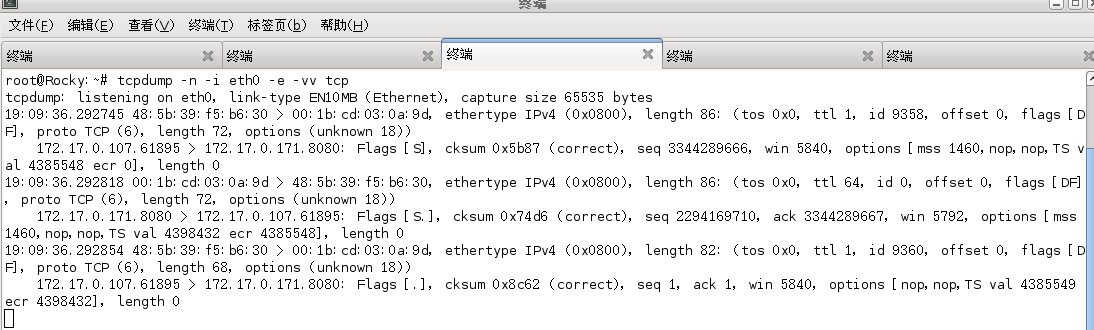 终端
文件(F) 编辑(E) 查看(V) 终端(T) 标签页(b) 帮助(H)
终端 终端 终端 终端 终端
root@Rocky:~# tcpdump -n -i eth0 -e -vv tcp
tcpdump: listening on eth0, link-type EN10MB (Ethernet), capture size 65535 bytes
19:09:36.292745 48:5b:39:f5:b6:30 > 00:1b:cd:03:0a:9d, ethertype IPv4 (0x0800), length 86: (tos 0x0, ttl 1, id 9358, offset 0, flags [D
F], proto TCP (6), length 72, options (unknown 18))
    172.17.0.107.61895 > 172.17.0.171.8080: Flags [S], cksum 0x5b87 (correct), seq 3344289666, win 5840, options [mss 1460,nop,nop,TS v
al 4385548 ecr 0], length 0
19:09:36.292818 00:1b:cd:03:0a:9d > 48:5b:39:f5:b6:30, ethertype IPv4 (0x0800), length 86: (tos 0x0, ttl 64, id 0, offset 0, flags [DF]
, proto TCP (6), length 72, options (unknown 18))
    172.17.0.171.8080 > 172.17.0.107.61895: Flags [S.], cksum 0x74d6 (correct), seq 2294169710, ack 3344289667, win 5792, options [mss
1460,nop,nop,TS val 4398432 ecr 4385548], length 0
19:09:36.292854 48:5b:39:f5:b6:30 > 00:1b:cd:03:0a:9d, ethertype IPv4 (0x0800), length 82: (tos 0x0, ttl 1, id 9360, offset 0, flags [D
F], proto TCP (6), length 68, options (unknown 18))
    172.17.0.107.61895 > 172.17.0.171.8080: Flags [.], cksum 0x8c62 (correct), seq 1, ack 1, win 5840, options [nop,nop,TS val 4385549
ecr 4398432], length 0